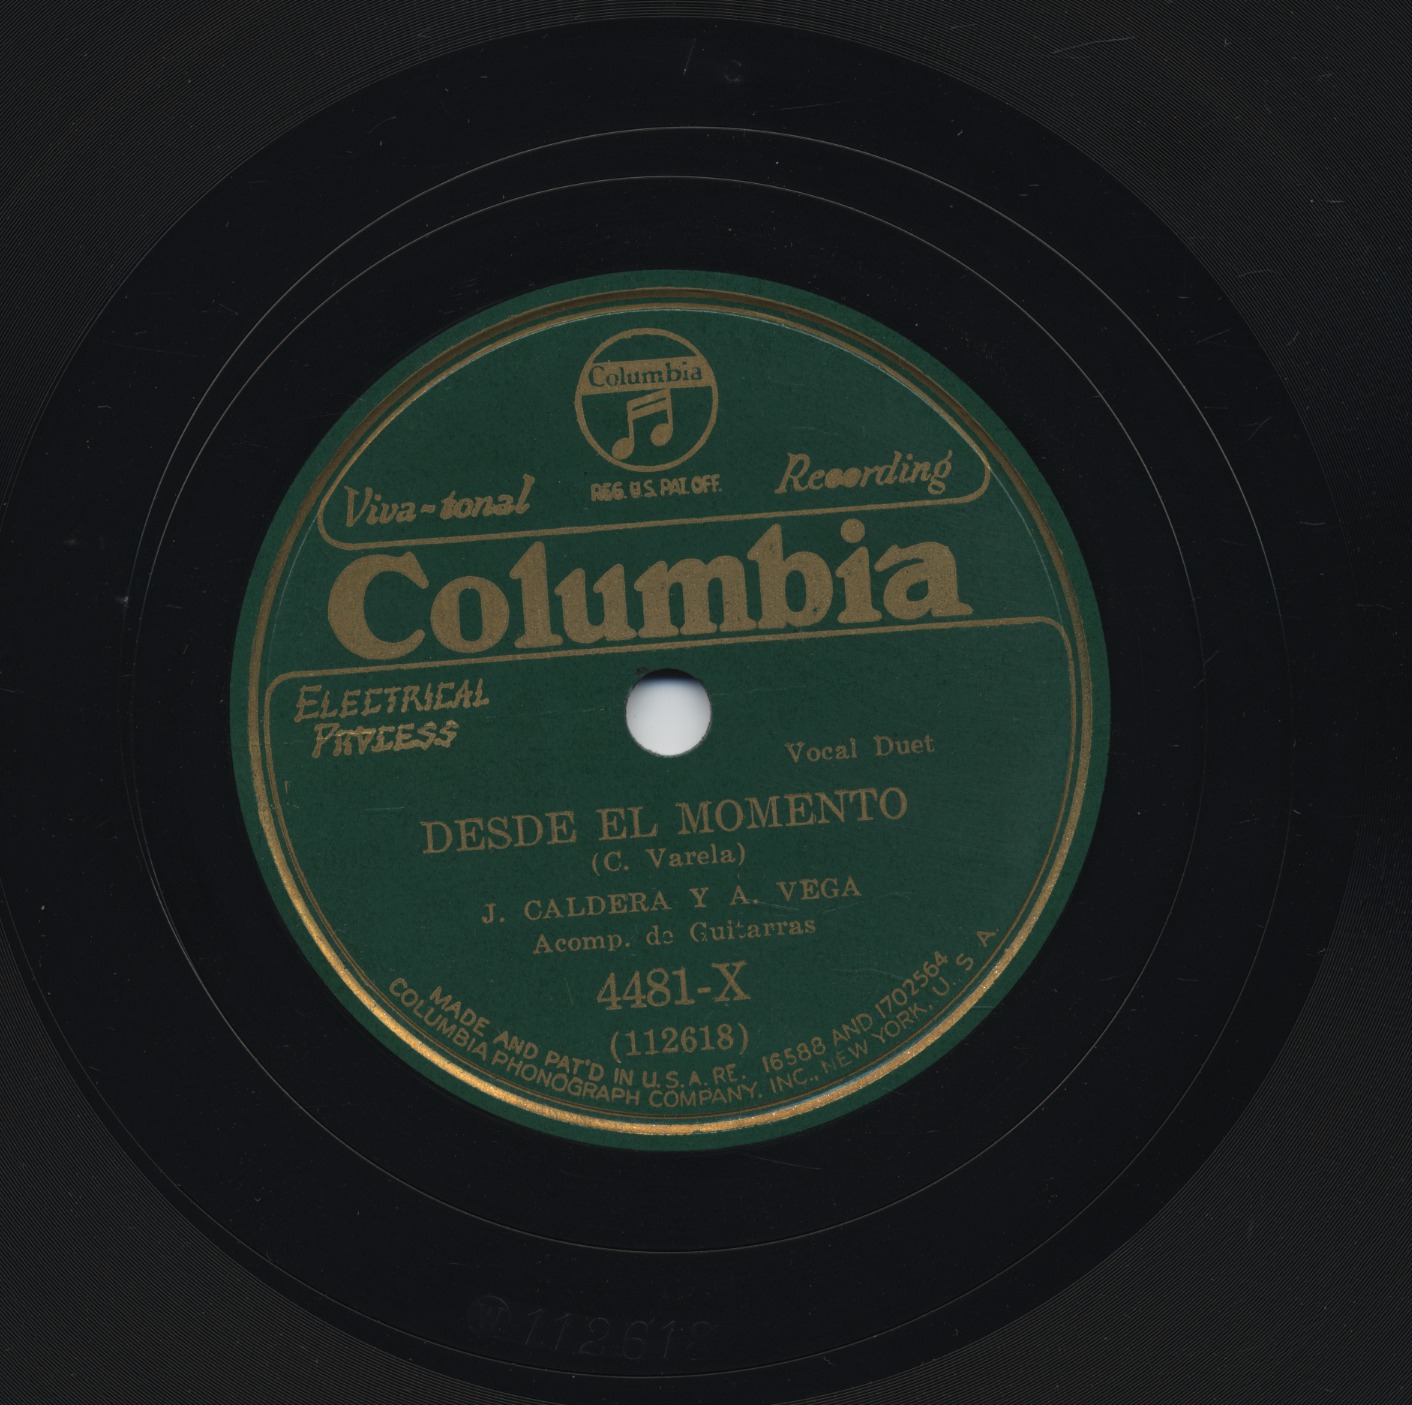 Columbia
REG. U.S. PAT. OFF.
Viva-tonal Recording
Columbia
ELECTRICAL
PROCESS
Vocal Duet
DESDE EL MOMENTO
(C. Varela)
J. CALDERA Y A. VEGA
Acomp. de Guitarras
4481-X
(112618)
MADE AND PAT'D IN U.S.A. RE. 16588 AND 1702564
COLUMBIA PHONOGRAPH COMPANY, INC., NEW YORK, U. S. A.
112618